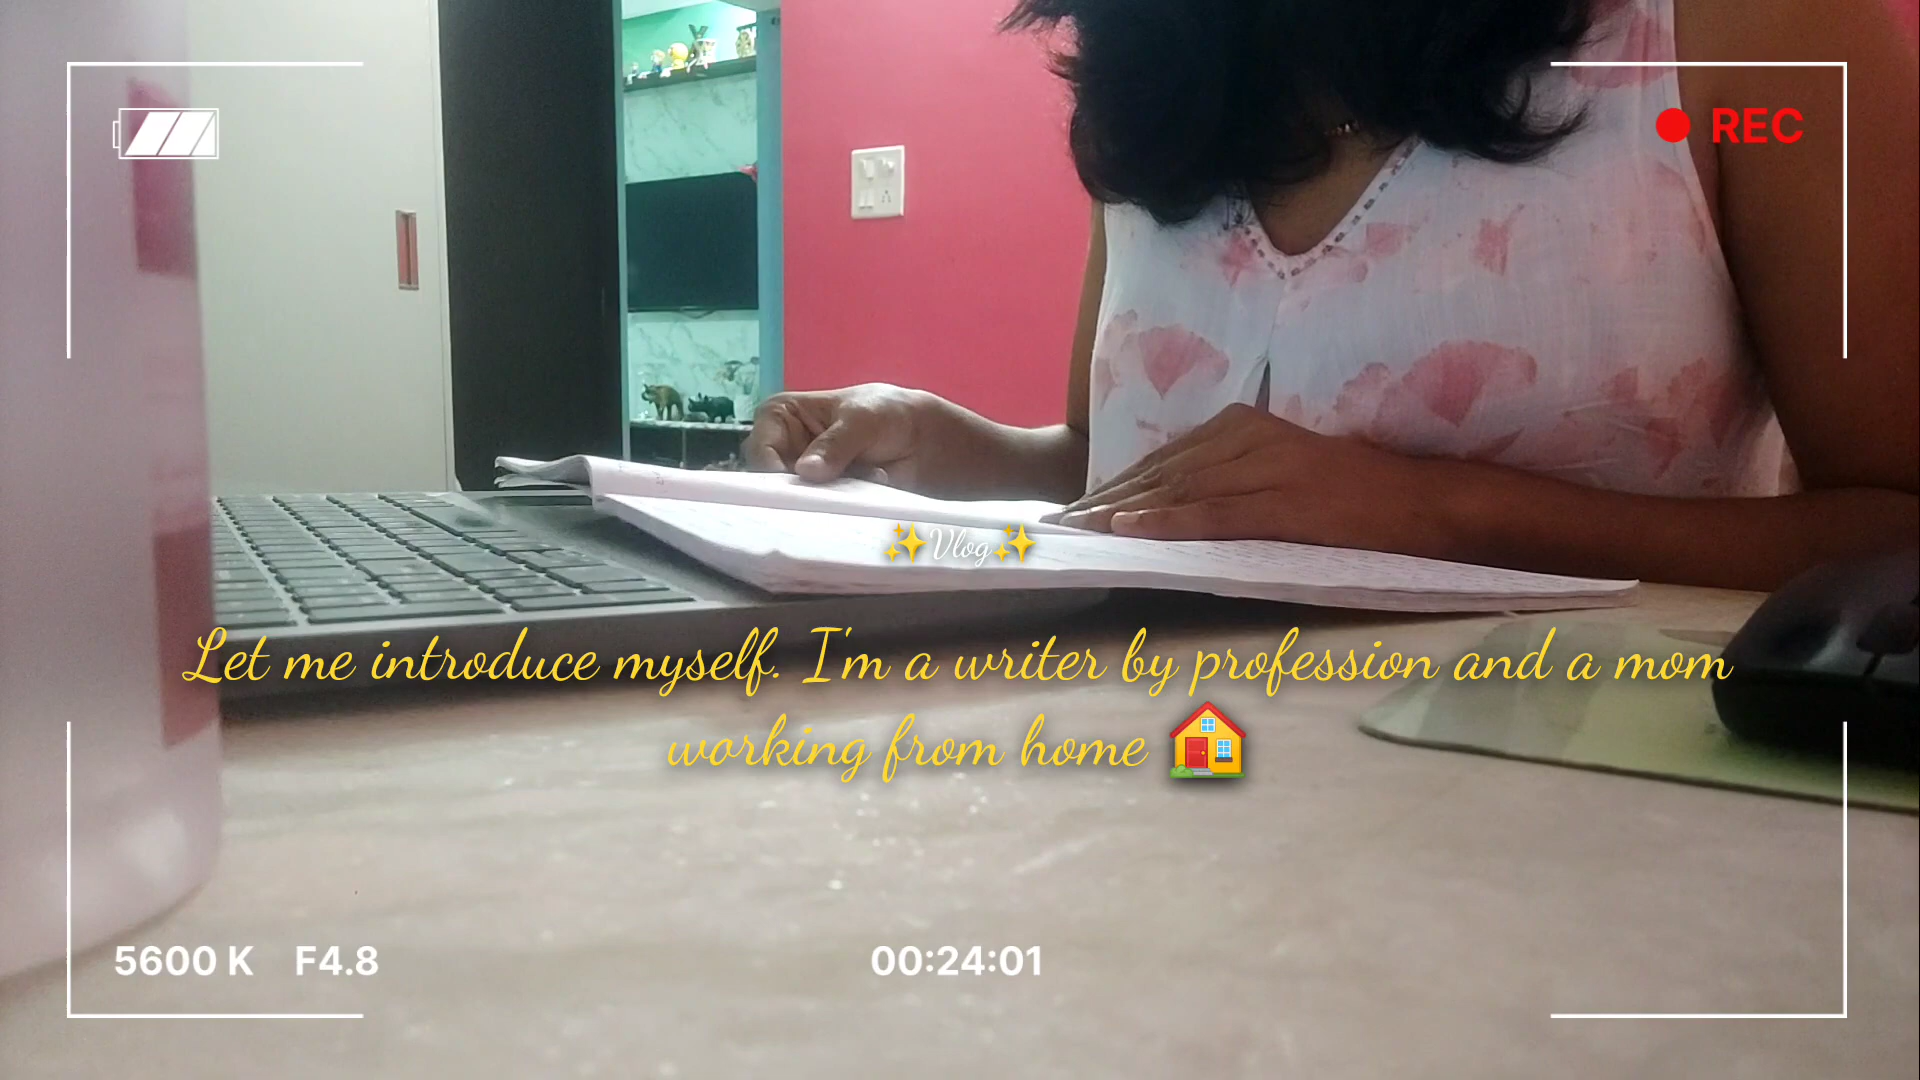 REC
✨Vlog✨
Let me introduce myself. I'm a writer by profession and a mom
working from home 🏠
5600 K F4.8
00:24:01